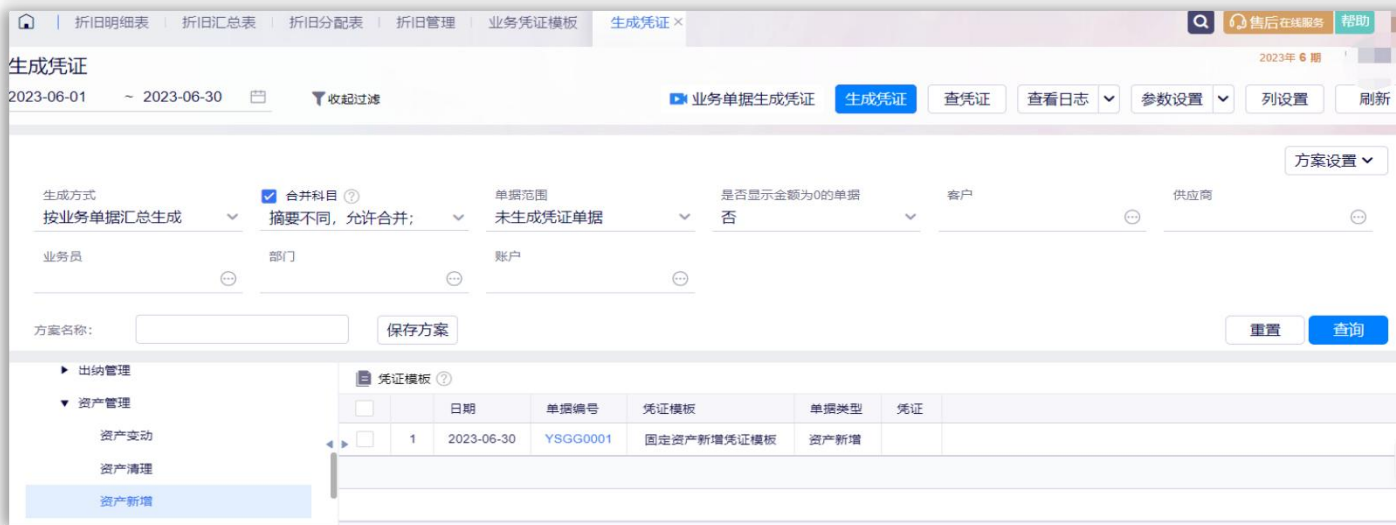 折旧明细表 折旧汇总表 折旧分配表 折旧管理 业务凭证模板 生成凭证 × 售后在线服务 帮助
2023年 6 期
生成凭证
2023-06-01 ~ 2023-06-30 收起过滤 业务单据生成凭证 生成凭证 查凭证 查看日志 参数设置 列设置 刷新
方案设置
生成方式 合并科目 ? 单据范围 是否显示金额为0的单据 客户 供应商
按业务单据汇总生成 摘要不同，允许合并; 未生成凭证单据 否
业务员 部门 账户
方案名称: 保存方案 重置 查询
出纳管理 凭证模板 ?
资产管理 日期 单据编号 凭证模板 单据类型 凭证
资产变动 1 2023-06-30 YSGG0001 固定资产新增凭证模板 资产新增
资产清理
资产新增